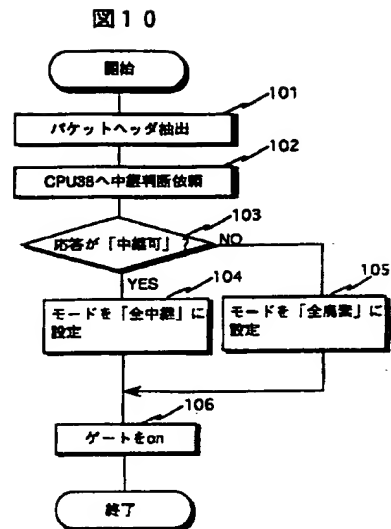 図10
開始
101
パケットヘッダ抽出
102
CPU38へ中継判断依頼
103
応答が「中継可」
NO
YES
104
モードを「全中継」に
設定
105
モードを「全廃棄」に
設定
106
ゲートをon
終了